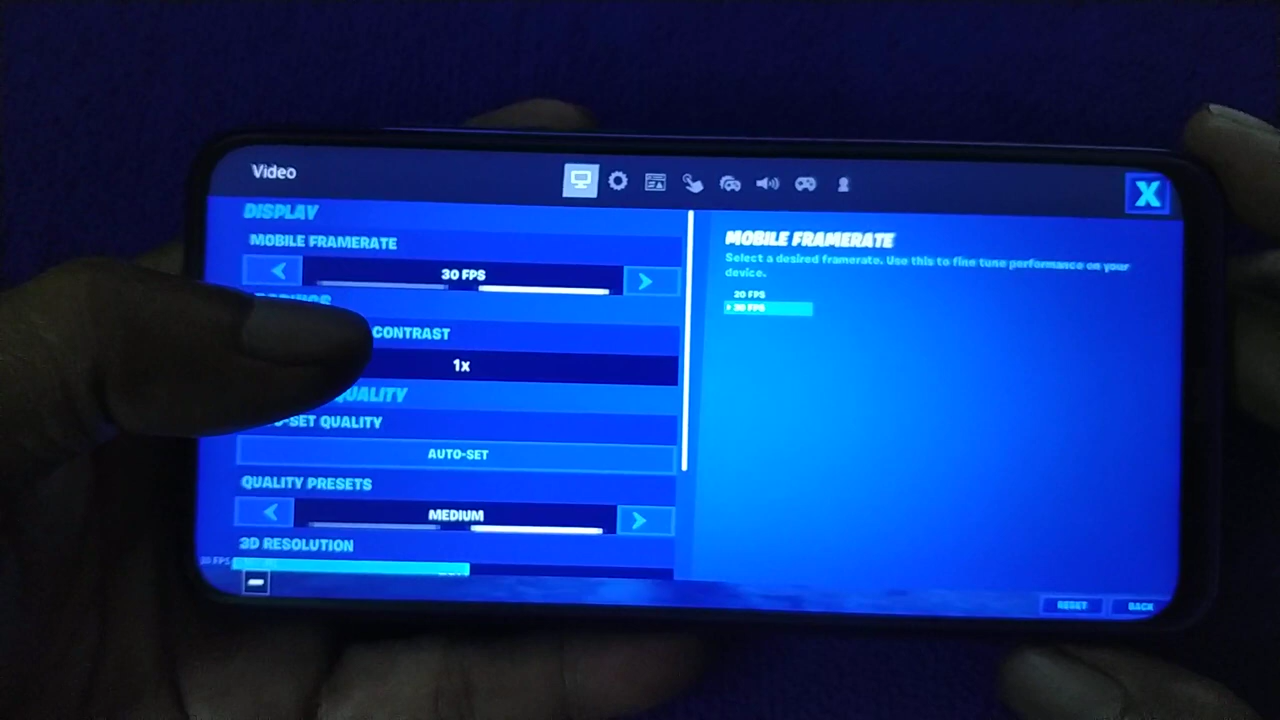 Video
X
DISPLAY
MOBILE FRAMERATE
30 FPS
CONTRAST
1x
QUALITY
-SET QUALITY
AUTO-SET
QUALITY PRESETS
MEDIUM
3D RESOLUTION
MOBILE FRAMERATE
Select a desired framerate. Use this to fine tune performance on your
device.
20 FPS
30 FPS
RESET
BACK